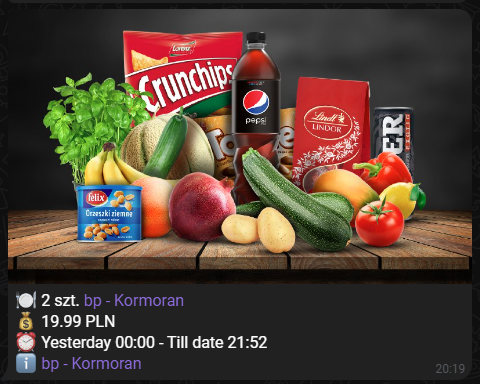 Lorenz
Crunchips
pepsi
Lindt
LINDOR
ER
felix
Orzeszki ziemne
2 szt. bp - Kormoran
19.99 PLN
Yesterday 00:00 - Till date 21:52
bp - Kormoran
20:19